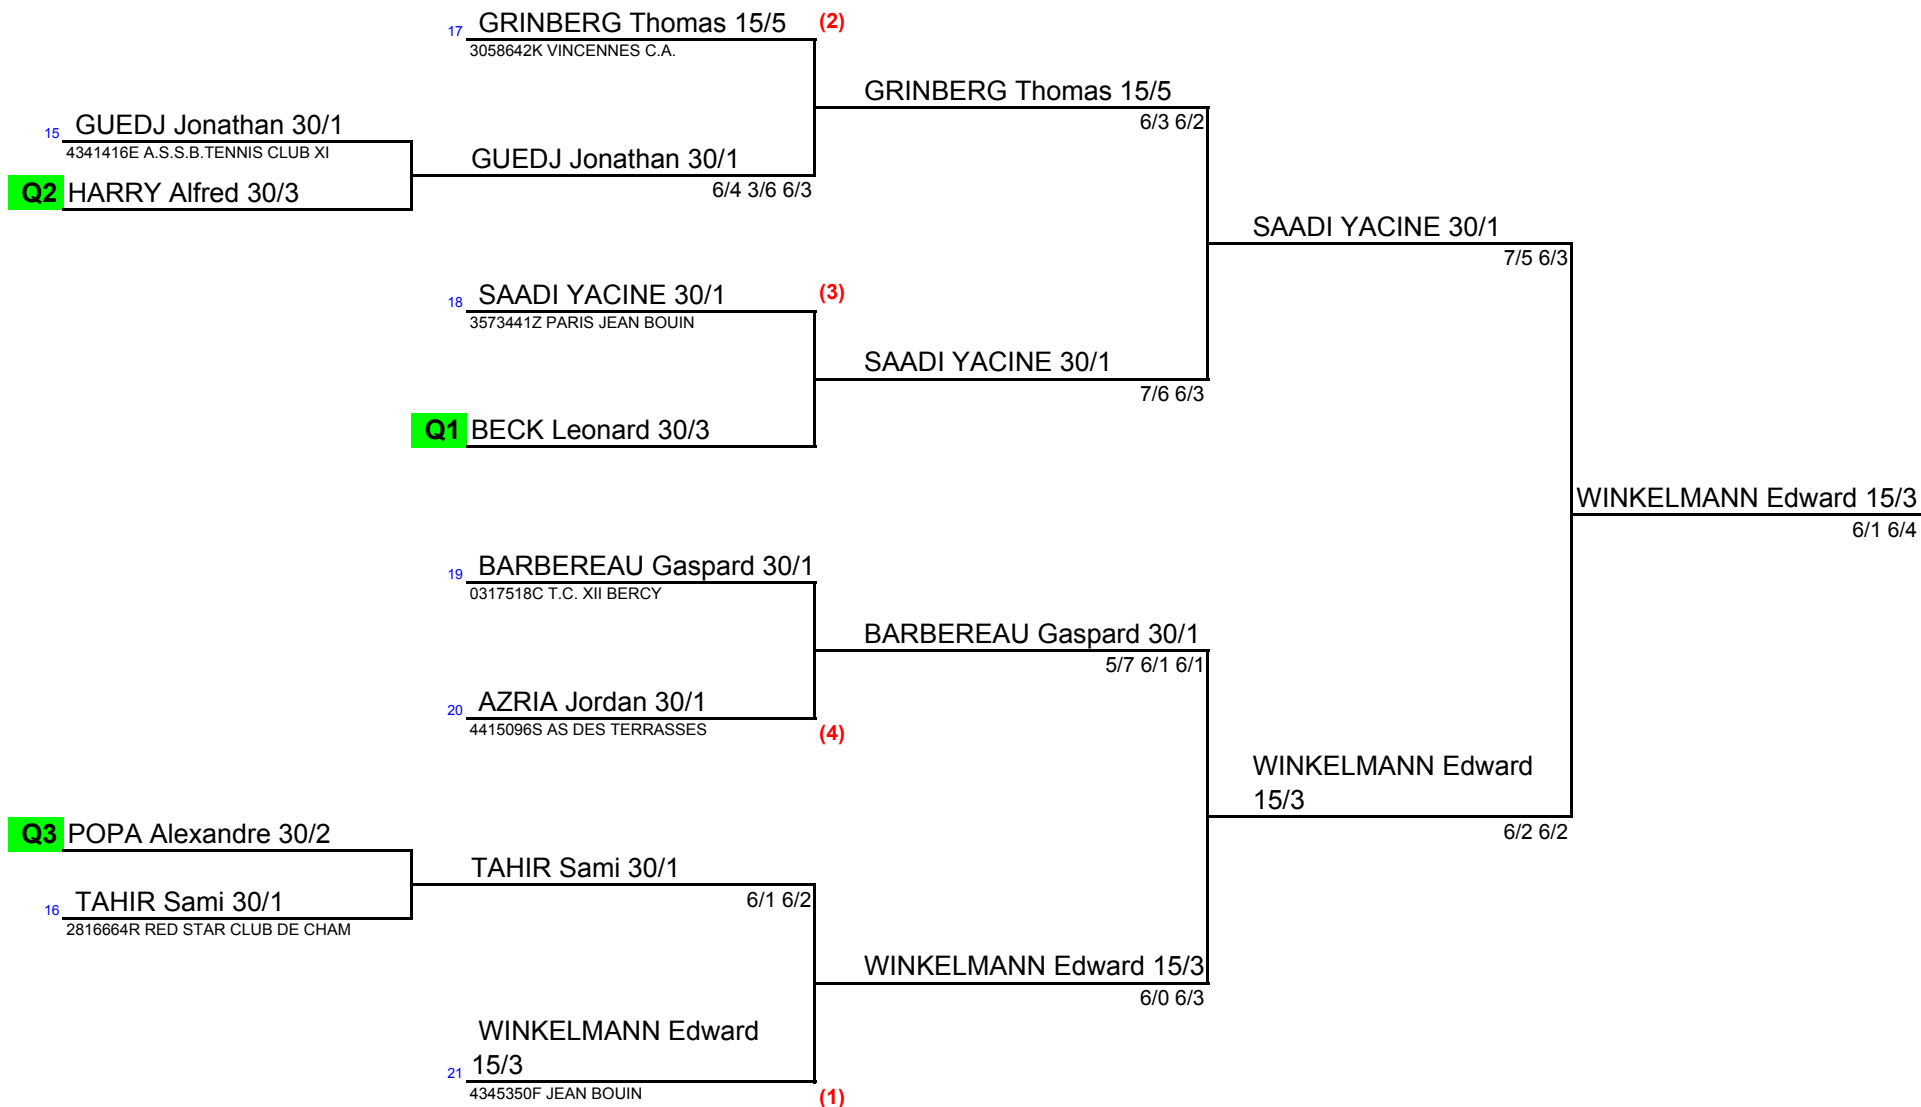 17 GRINBERG Thomas 15/5 (2)
3058642K VINCENNES C.A.
GRINBERG Thomas 15/5
6/3 6/2
15 GUEDJ Jonathan 30/1
4341416E A.S.S.B.TENNIS CLUB XI
GUEDJ Jonathan 30/1
6/4 3/6 6/3
Q2 HARRY Alfred 30/3
SAADI YACINE 30/1
7/5 6/3
18 SAADI YACINE 30/1 (3)
3573441Z PARIS JEAN BOUIN
SAADI YACINE 30/1
7/6 6/3
Q1 BECK Leonard 30/3
WINKELMANN Edward 15/3
6/1 6/4
19 BARBEREAU Gaspard 30/1
0317518C T.C. XII BERCY
BARBEREAU Gaspard 30/1
5/7 6/1 6/1
20 AZRIA Jordan 30/1
4415096S AS DES TERRASSES (4)
WINKELMANN Edward
15/3
6/2 6/2
Q3 POPA Alexandre 30/2
TAHIR Sami 30/1
6/1 6/2
16 TAHIR Sami 30/1
2816664R RED STAR CLUB DE CHAM
WINKELMANN Edward 15/3
6/0 6/3
WINKELMANN Edward
21 15/3
4345350F JEAN BOUIN (1)